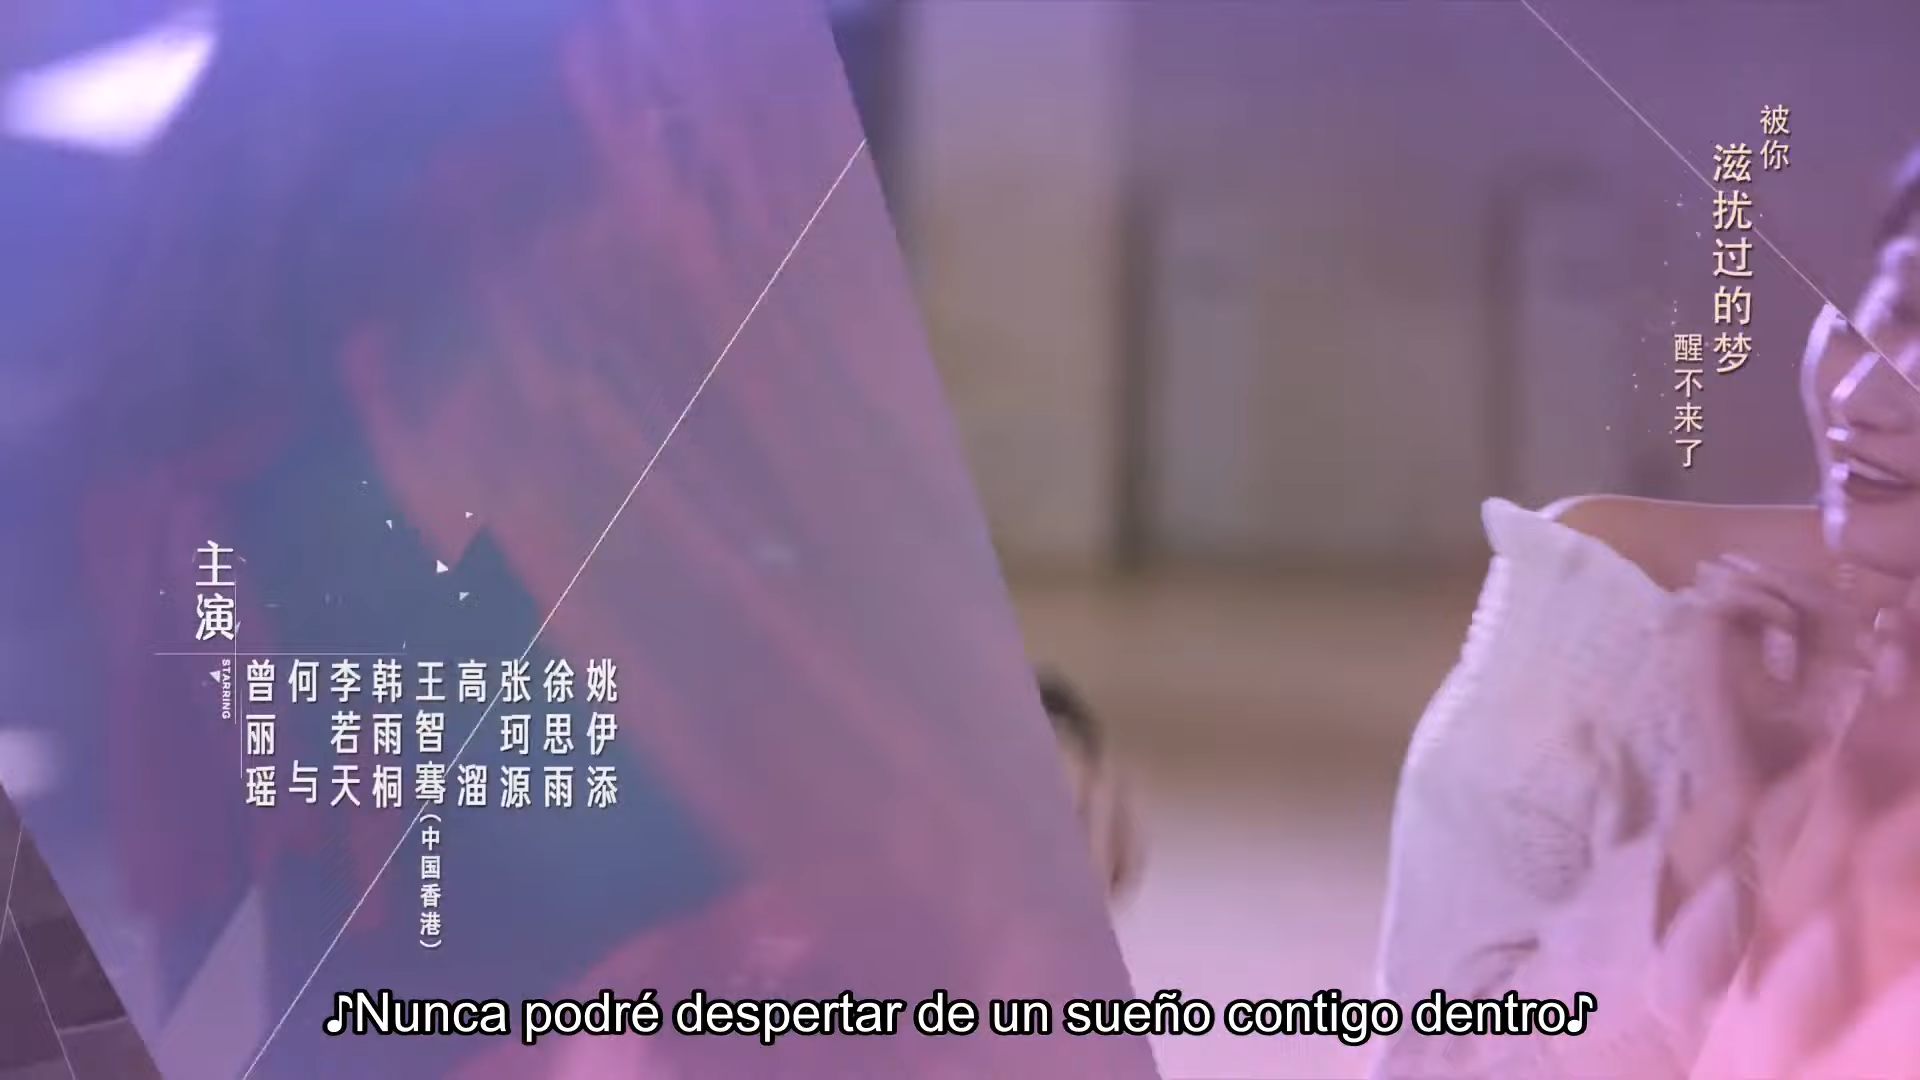 被你
滋扰过的梦
醒不来了
主演
STARRING
曾丽瑶
何与
李若天
韩雨桐
王智骞(中国香港)
高溜
张珂源
徐思雨
姚伊添
♪Nunca podré despertar de un sueño contigo dentro♪